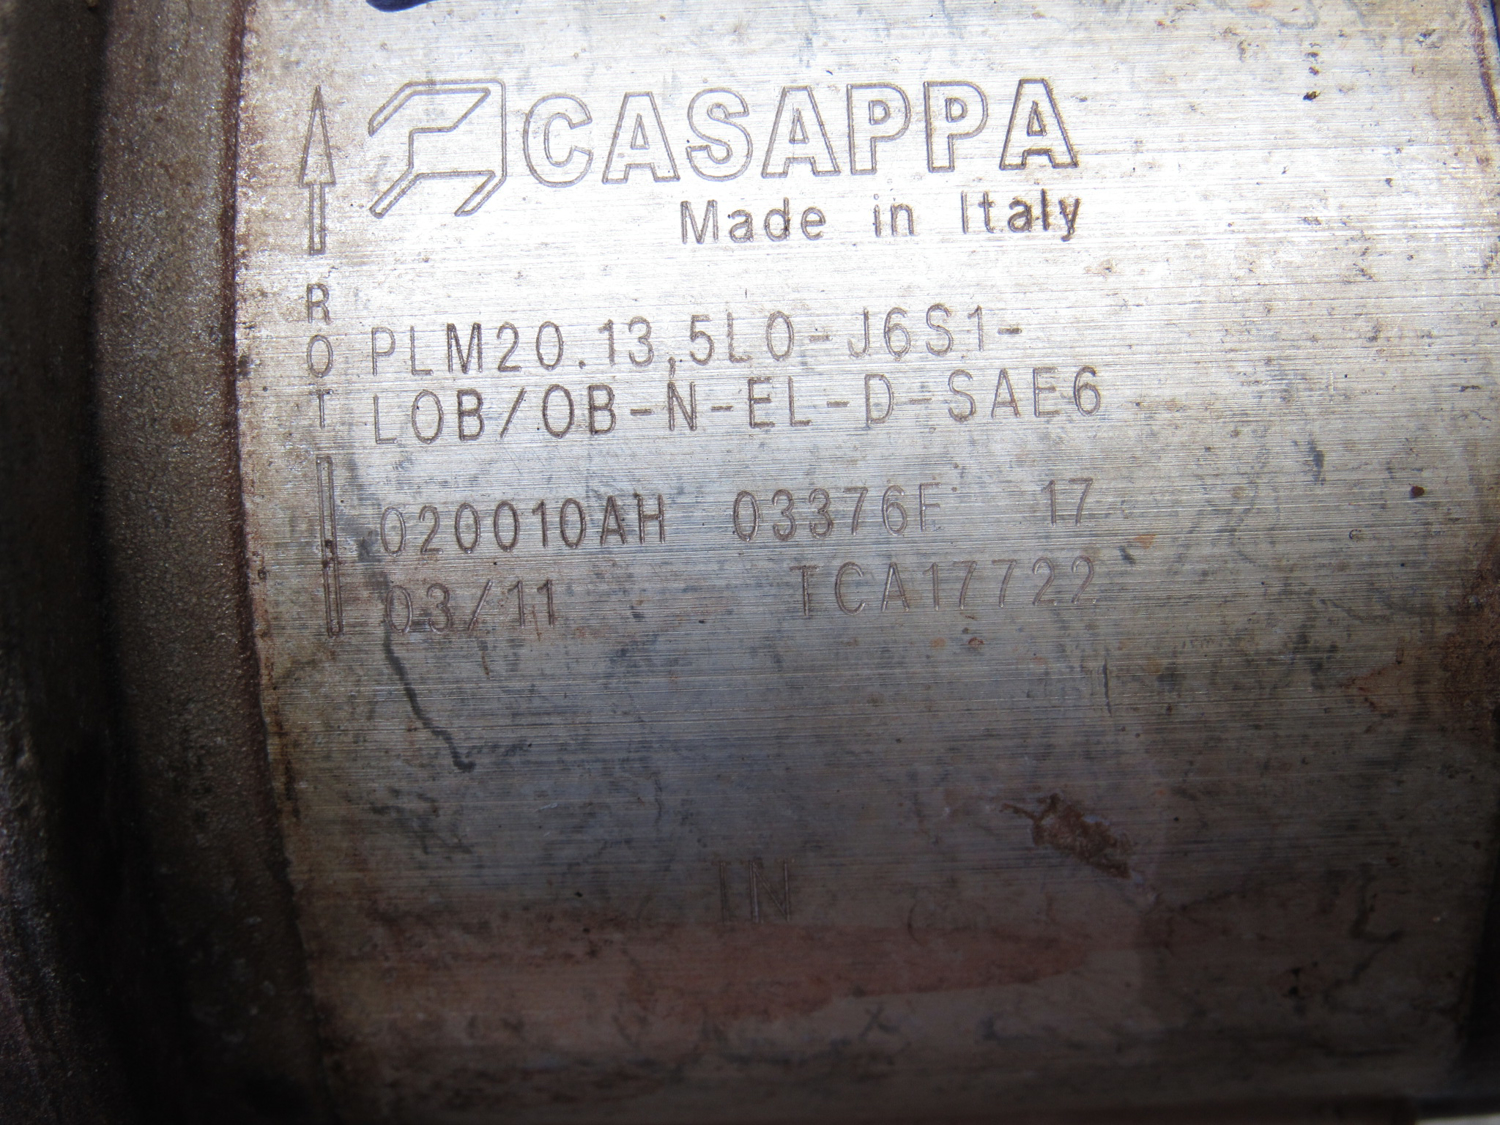 CASAPPA
Made in Italy
ROT
PLM20.13,5L0-J6S1-
LOB/OB-N-EL-D-SAE6
020010AH 03376F 17
03/11 TCA17722
IN